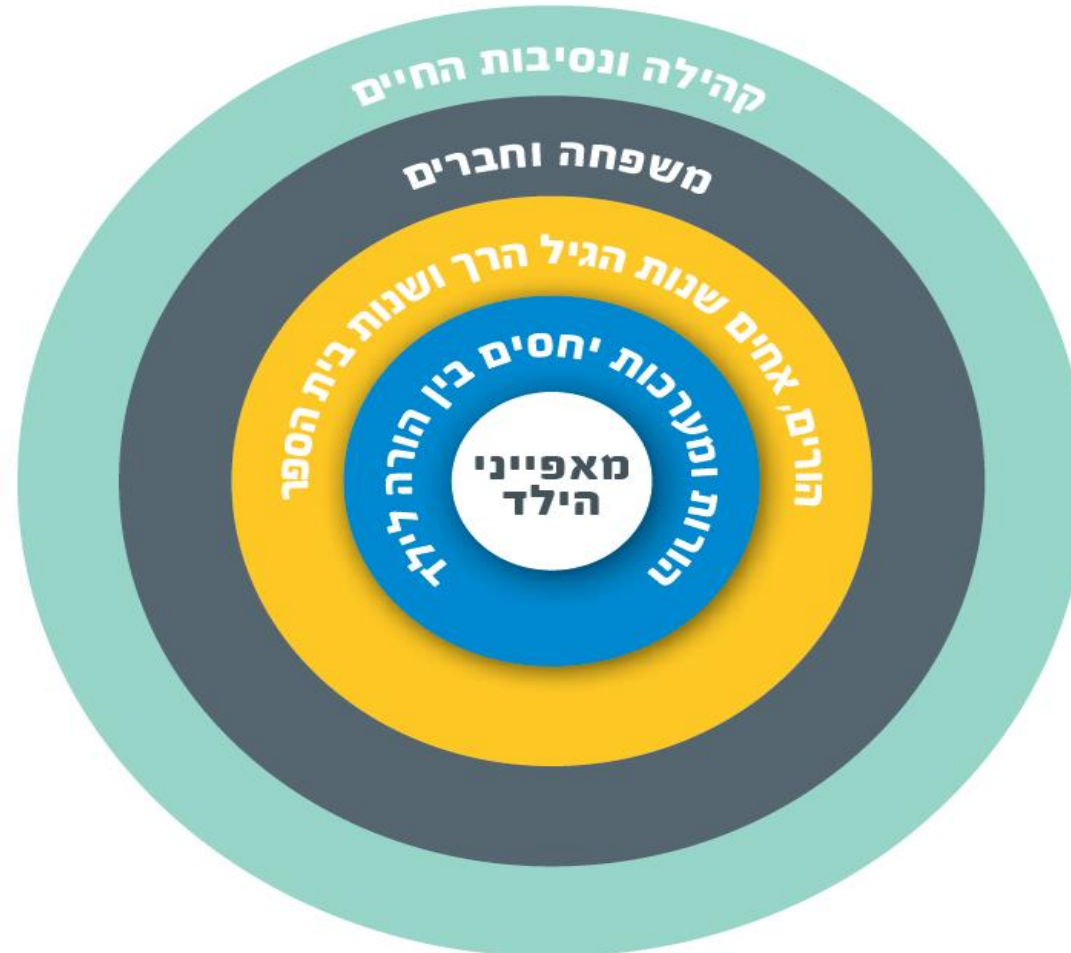 קהילה ונסיבות החיים
משפחה וחברים
הורים, אחים שנות הגיל הרך ושנות בית הספר
הורות ומערכות יחסים בין הורה לילד
מאפייני
הילד